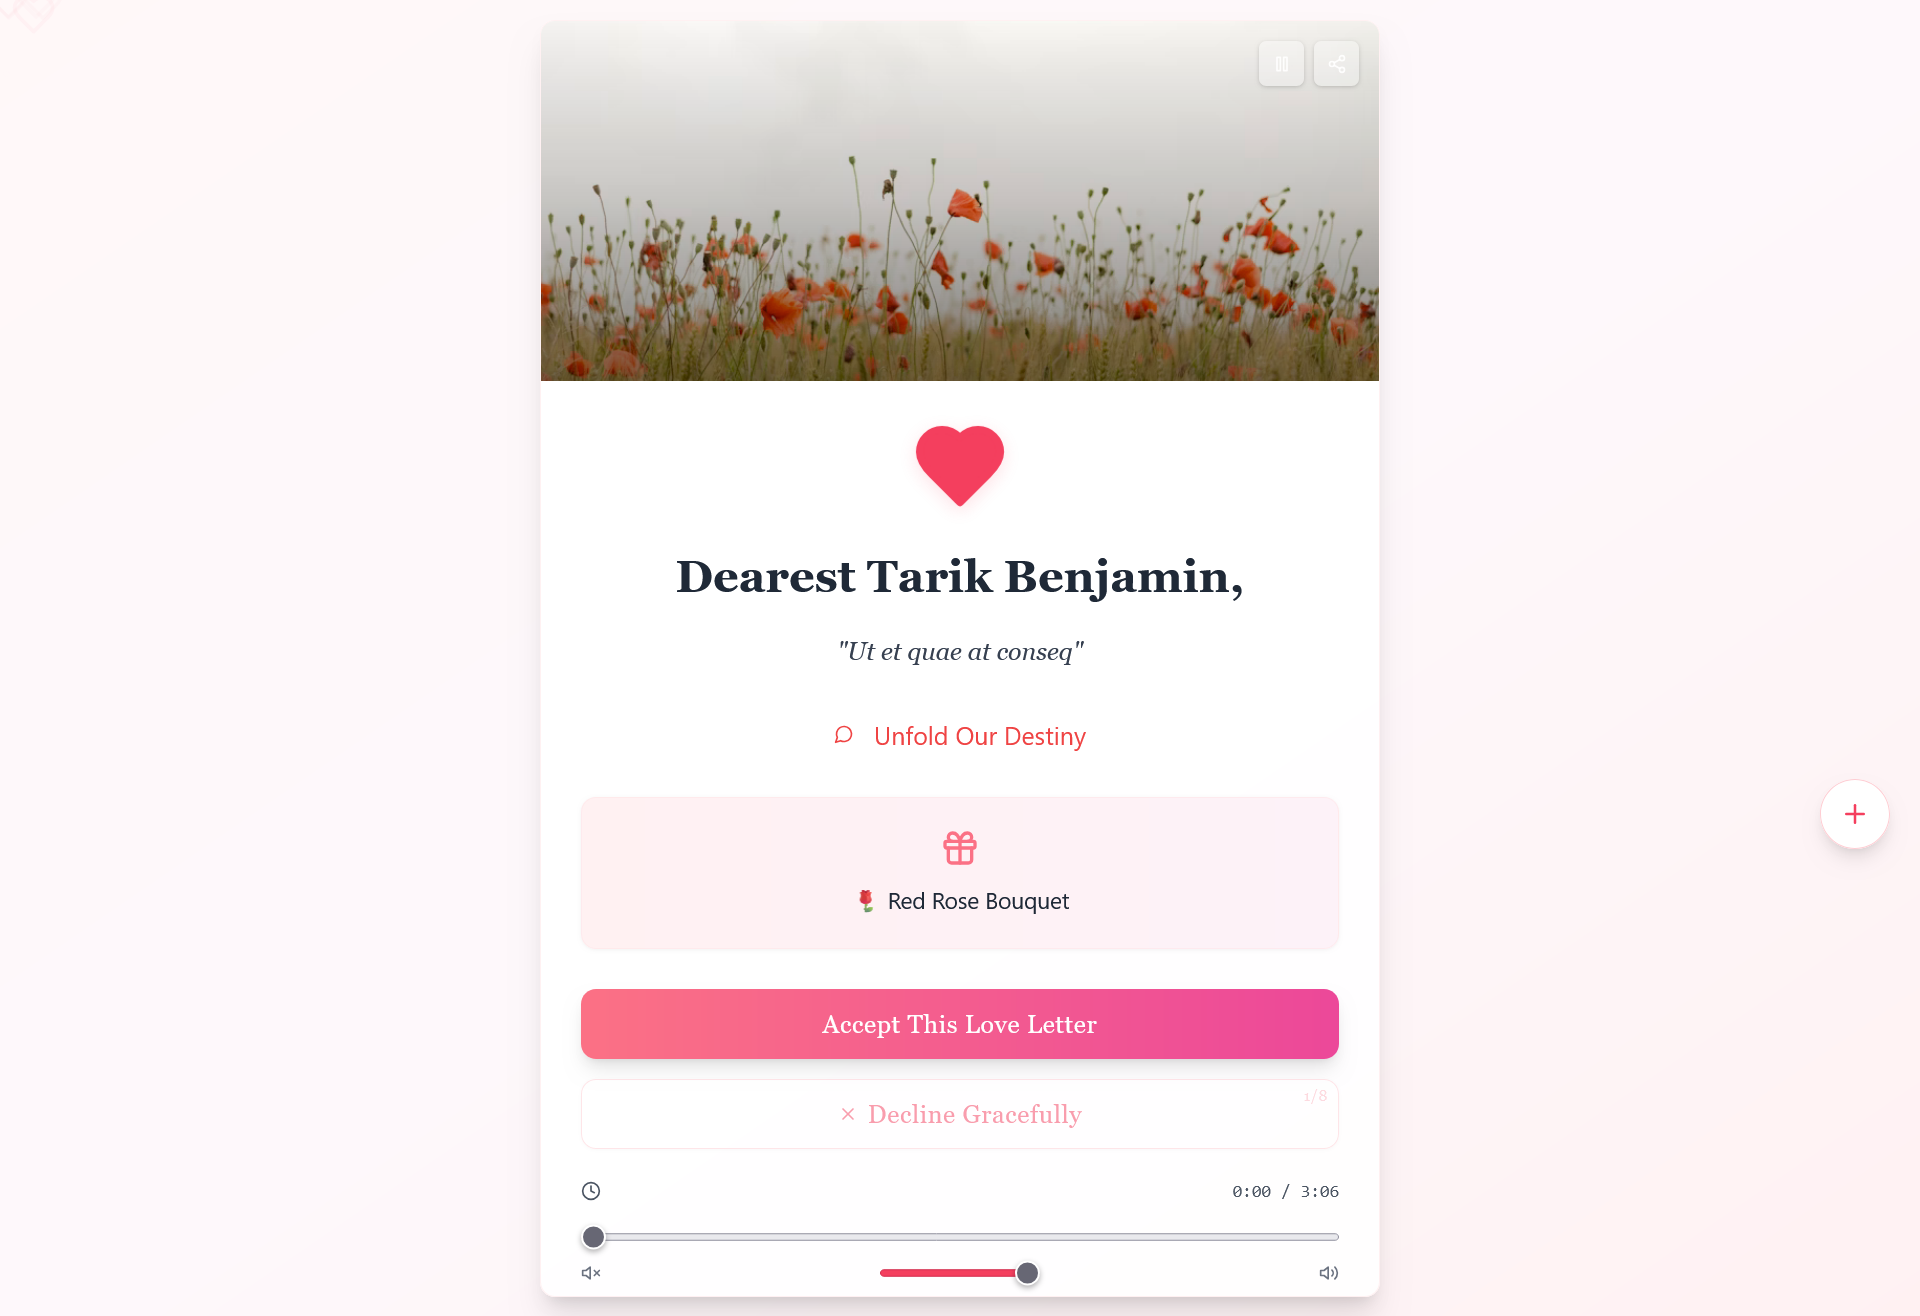 Dearest Tarik Benjamin,
"Ut et quae at conseq"
Unfold Our Destiny
Red Rose Bouquet
Accept This Love Letter
1/8
Decline Gracefully
0:00 / 3:06